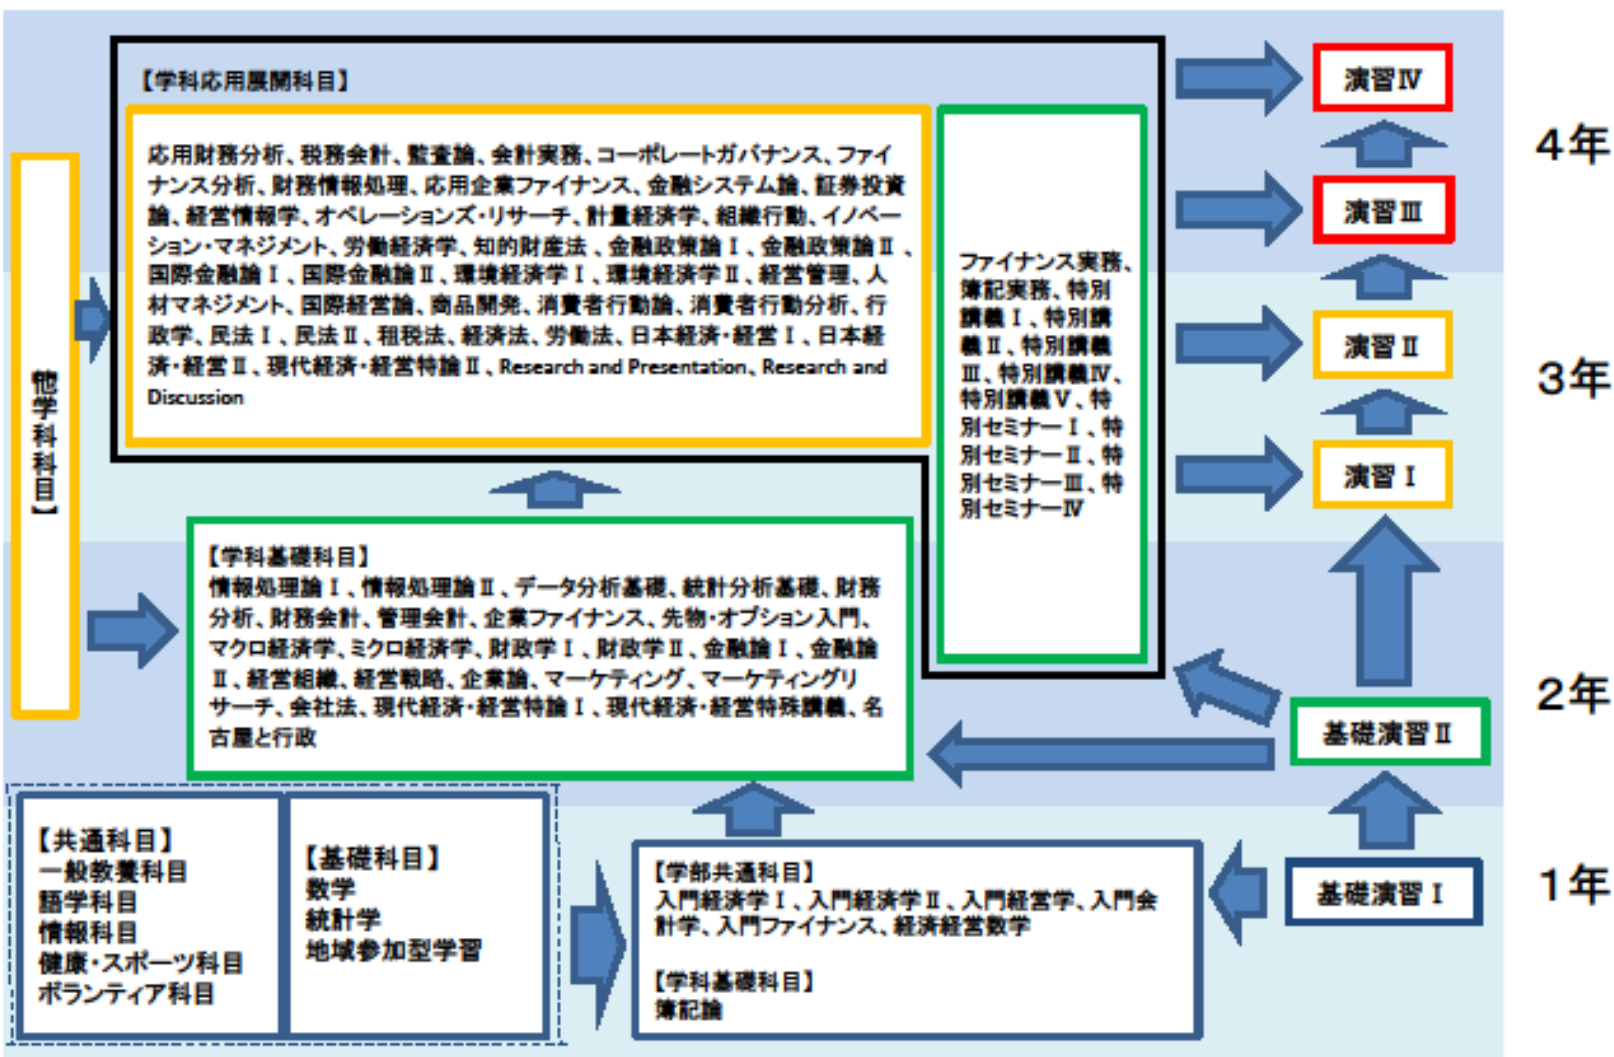 【学科応用展開科目】
応用財務分析、税務会計、監査論、会計実務、コーポレートガバナンス、ファイ
ナンス分析、財務情報処理、応用企業ファイナンス、金融システム論、証券投資
論、経営情報学、オペレーションズ・リサーチ、計量経済学、組織行動、イノベー
ション・マネジメント、労働経済学、知的財産法、金融政策論Ⅰ、金融政策論Ⅱ、
国際金融論Ⅰ、国際金融論Ⅱ、環境経済学Ⅰ、環境経済学Ⅱ、経営管理、人
材マネジメント、国際経営論、商品開発、消費者行動論、消費者行動分析、行
政学、民法Ⅰ、民法Ⅱ、租税法、経済法、労働法、日本経済・経営Ⅰ、日本経
済・経営Ⅱ、現代経済・経営特論Ⅱ、Research and Presentation、Research and
Discussion
ファイナンス実務、
簿記実務、特別
講義Ⅰ、特別講
義Ⅱ、特別講義
Ⅲ、特別講義Ⅳ、
特別講義Ⅴ、特
別セミナーⅠ、特
別セミナーⅡ、特
別セミナーⅢ、特
別セミナーⅣ
演習Ⅳ
演習Ⅲ
演習Ⅱ
演習Ⅰ
4年
3年
2年
1年
他学科科目】
【学科基礎科目】
情報処理論Ⅰ、情報処理論Ⅱ、データ分析基礎、統計分析基礎、財務
分析、財務会計、管理会計、企業ファイナンス、先物・オプション入門、
マクロ経済学、ミクロ経済学、財政学Ⅰ、財政学Ⅱ、金融論Ⅰ、金融論
Ⅱ、経営組織、経営戦略、企業論、マーケティング、マーケティングリ
サーチ、会社法、現代経済・経営特論Ⅰ、現代経済・経営特殊講義、名
古屋と行政
基礎演習Ⅱ
基礎演習Ⅰ
【共通科目】
一般教養科目
語学科目
情報科目
健康・スポーツ科目
ボランティア科目
【基礎科目】
数学
統計学
地域参加型学習
【学部共通科目】
入門経済学Ⅰ、入門経済学Ⅱ、入門経営学、入門会
計学、入門ファイナンス、経済経営数学
【学科基礎科目】
簿記論